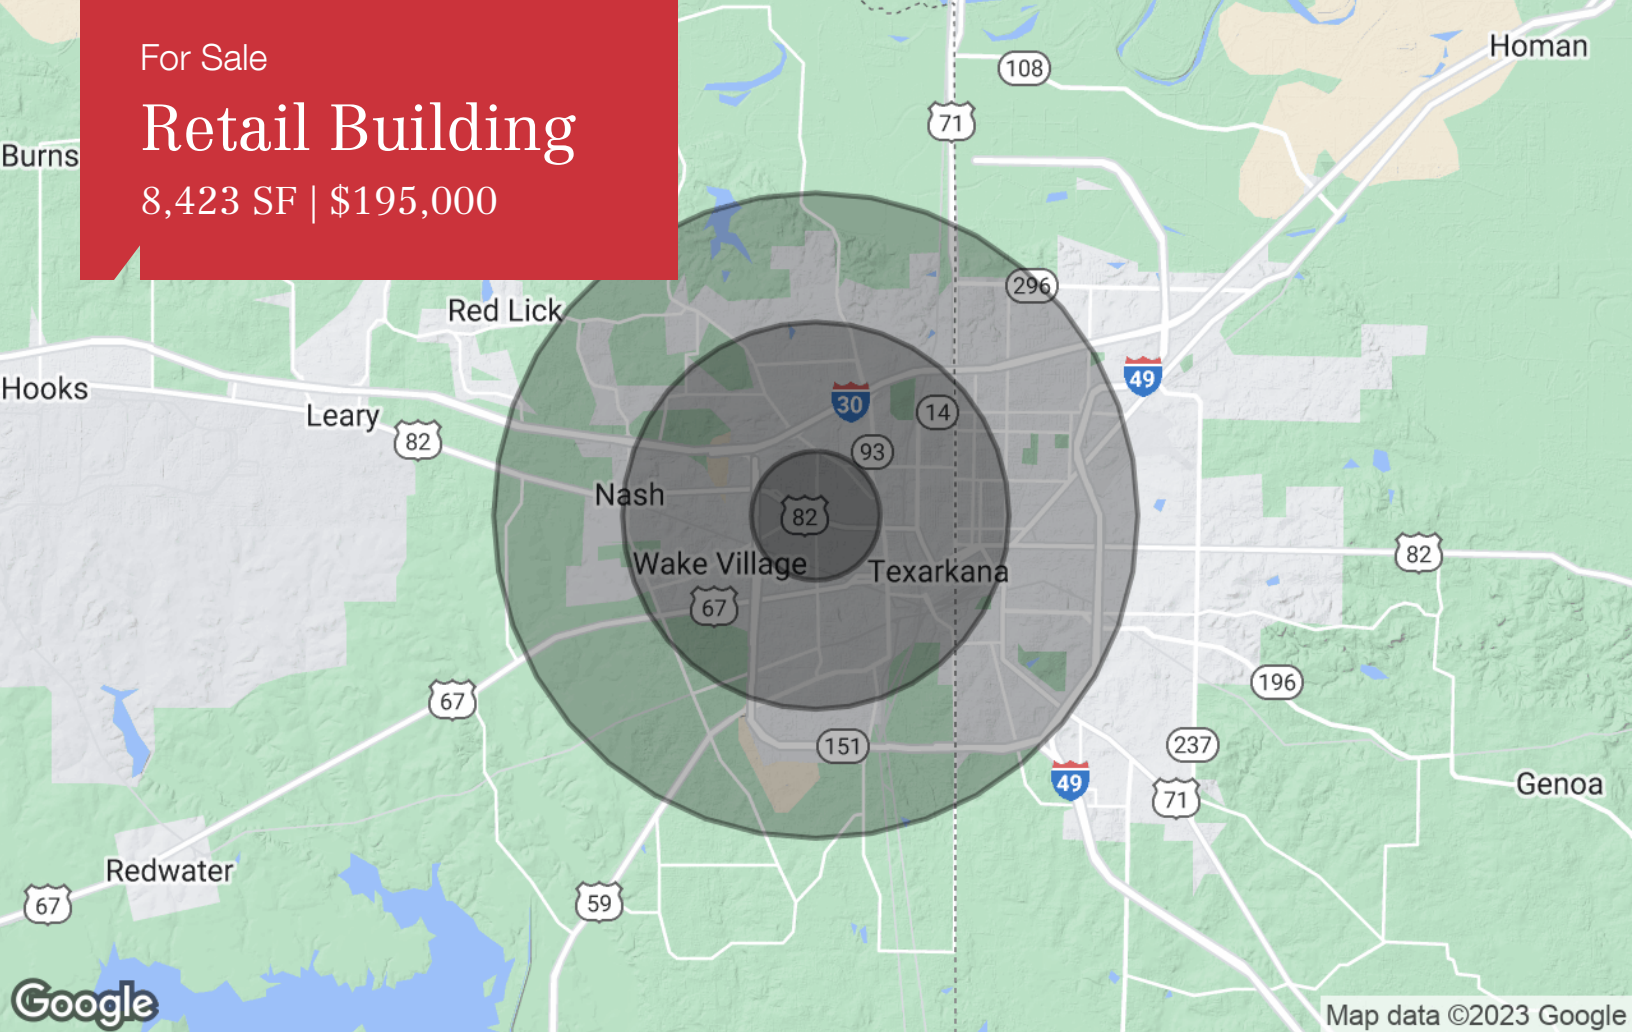 For Sale
Retail Building
8,423 SF | $195,000
Homan
108
71
Burns
296
Red Lick
49
Hooks
30
Leary
14
82
93
Nash
82
82
Wake Village
Texarkana
67
196
67
151
237
49
71
Genoa
Redwater
67
59
Google
Map data ©2023 Google